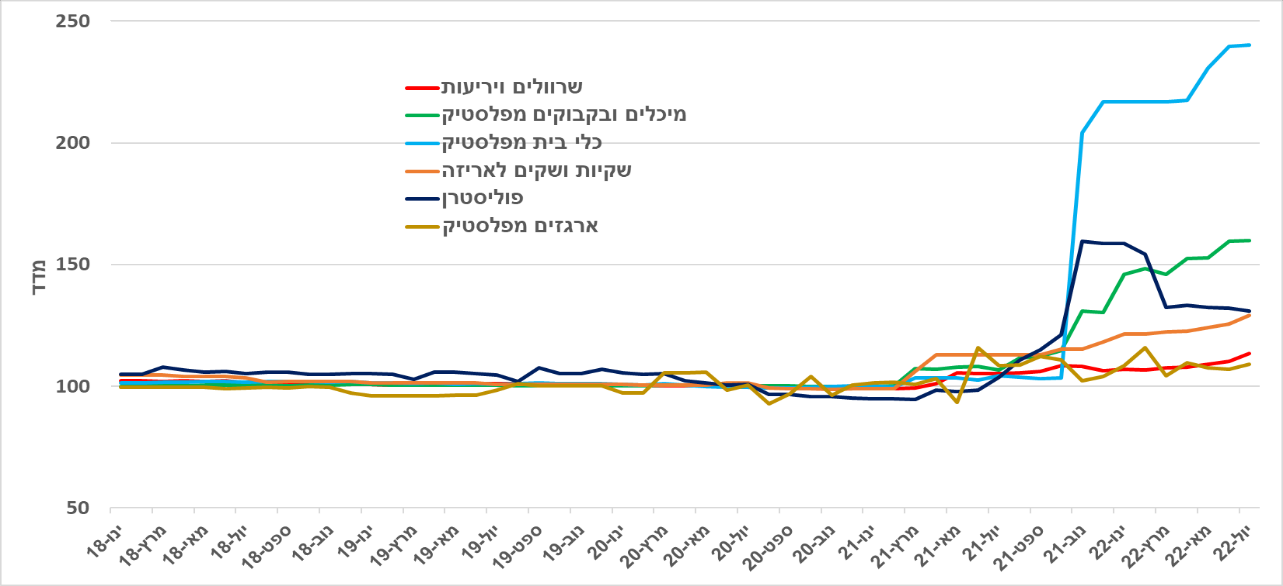 250
200
150
100
50
מדד
שרוולים ויריעות
מיכלים ובקבוקים מפלסטיק
כלי בית מפלסטיק
שקיות ושקים לאריזה
פוליסטרן
ארגזים מפלסטיק
ינו-18
מרץ-18
מאי-18
יול-18
ספט-18
נוב-18
ינו-19
מרץ-19
מאי-19
יול-19
ספט-19
נוב-19
ינו-20
מרץ-20
מאי-20
יול-20
ספט-20
נוב-20
ינו-21
מרץ-21
מאי-21
יול-21
ספט-21
נוב-21
ינו-22
מרץ-22
מאי-22
יול-22